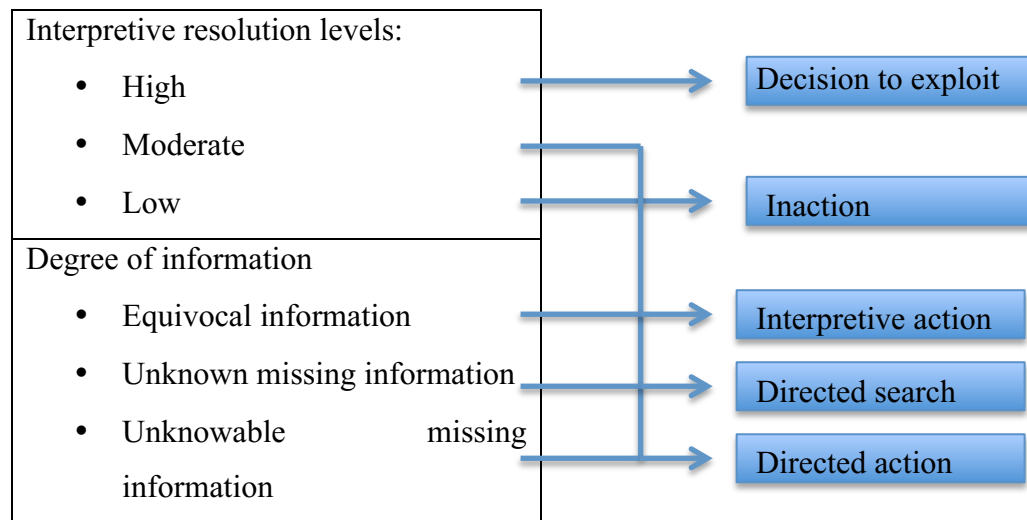 Interpretive resolution levels:
• High
• Moderate
• Low
Degree of information
• Equivocal information
• Unknown missing information
• Unknowable missing
information
Decision to exploit
Inaction
Interpretive action
Directed search
Directed action